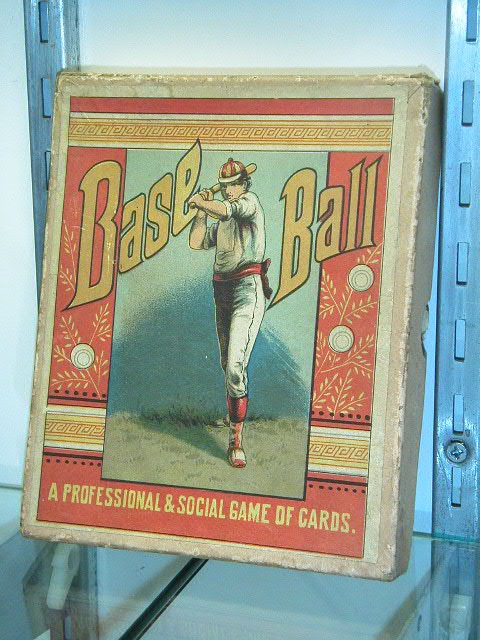 Base Ball
A PROFESSIONAL & SOCIAL GAME OF CARDS.